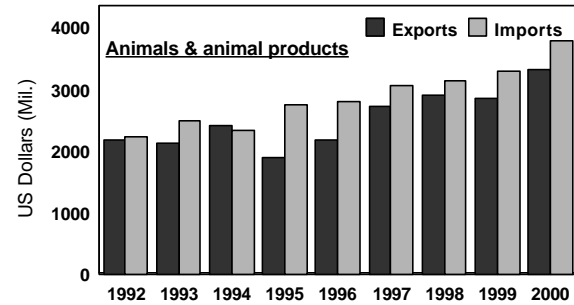 4000
Exports Imports
Animals & animal products
3000
US Dollars (Mil.)
2000
1000
0
1992 1993 1994 1995 1996 1997 1998 1999 2000